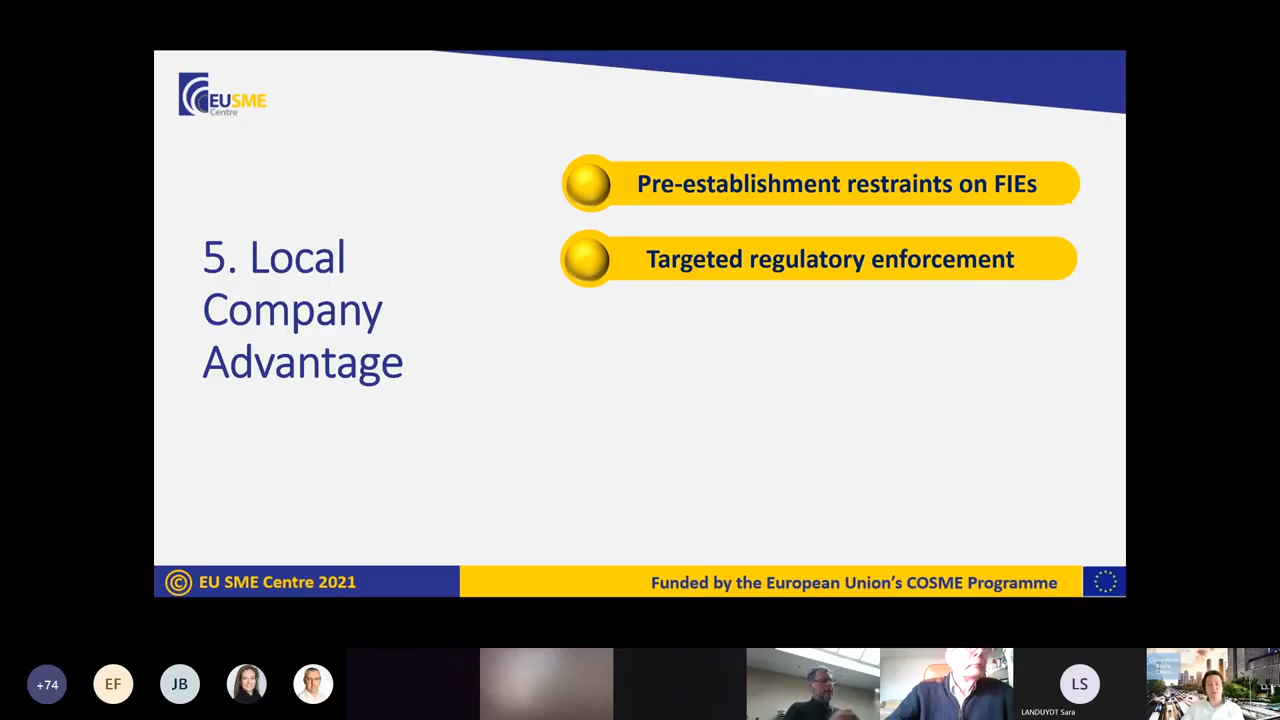 EUSME
Centre
Pre-establishment restraints on FIEs
Targeted regulatory enforcement
5. Local
Company
Advantage
© EU SME Centre 2021
Funded by the European Union's COSME Programme
+74
EF
JB
LS
LANDUYDT Sara